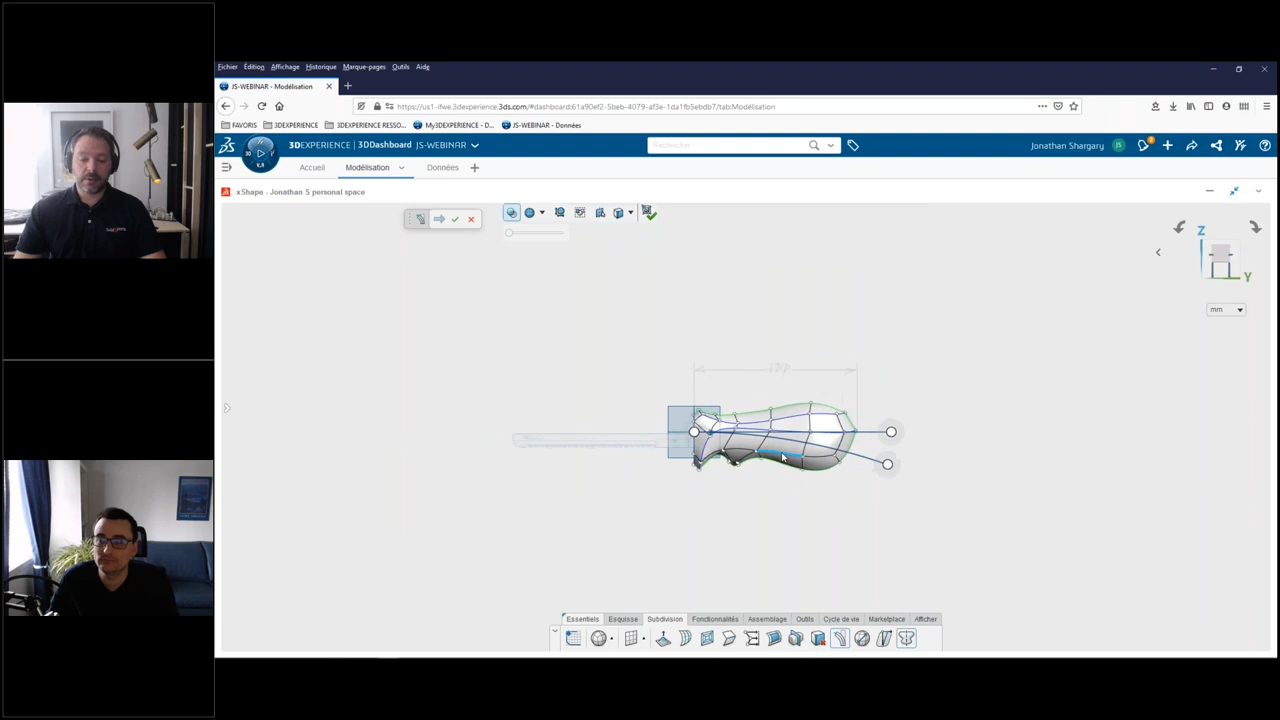 Fichier Édition Affichage Historique Marque-pages Outils Aide
JS-WEBINAR - Modélisation
https://us1-ifwe.3dexperience.3ds.com/#dashboard:61a90ef2-5beb-4079-af3e-1da1fb5ebdb7/tab:Modélisation
FAVORIS 3DEXPERIENCE 3DEXPERIENCE RESSO... My3DEXPERIENCE - D... JS-WEBINAR - Données
3DEXPERIENCE | 3DDashboard JS-WEBINAR Rechercher Jonathan Shargary JS
Accueil Modélisation Données
xShape - Jonathan S personal space
Z
Y
mm
Essentiels Esquisse Subdivision Fonctionnalités Assemblage Outils Cycle de vie Marketplace Afficher